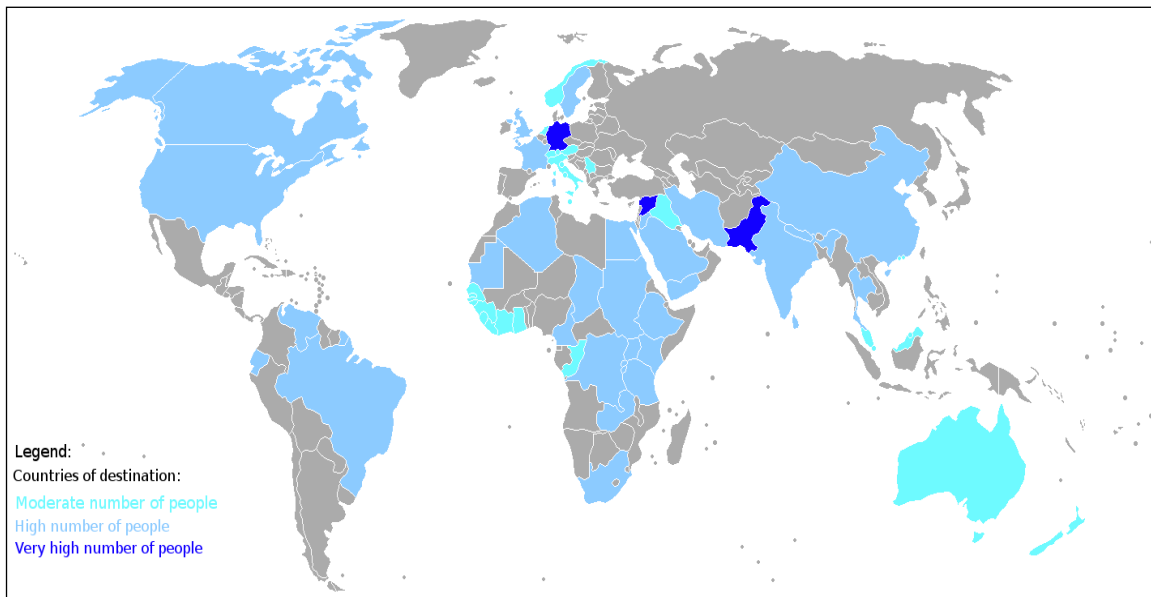 Legend:
Countries of destination:
Moderate number of people
High number of people
Very high number of people